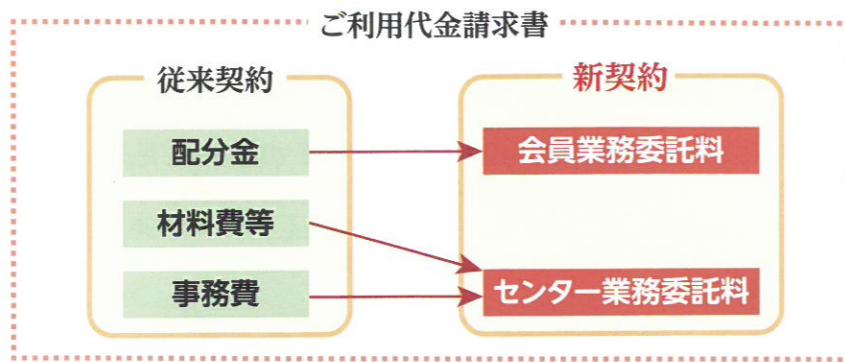 ご利用代金請求書
従来契約
配分金
材料費等
事務費
新契約
会員業務委託料
センター業務委託料